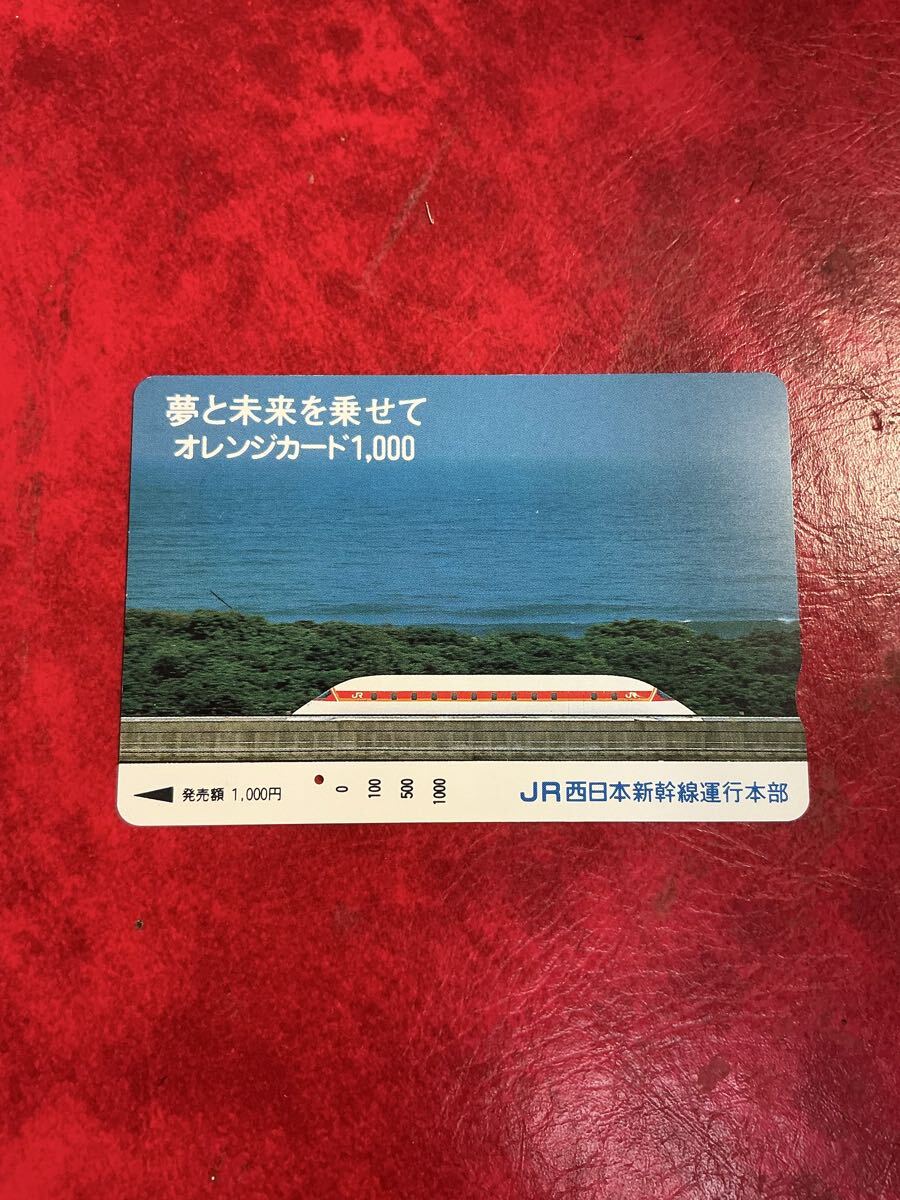 夢と未来を乗せて
オレンジカード1,000
JR JR
発売額 1,000円 0 100 500 1000
JR西日本新幹線運行本部